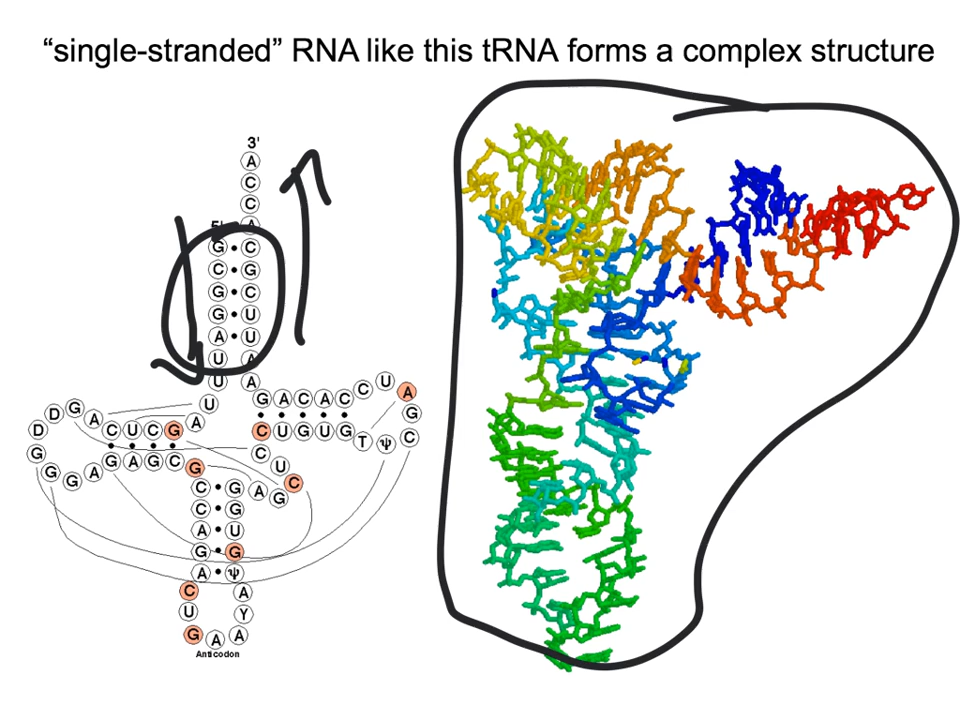 “single-stranded” RNA like this tRNA forms a complex structure
3'
A
C
C
A
5'
G C
C G
G C
G U
A U
U A
U A
G A C A C C U A
U
D D G A
C U C G A
C U G U G T Ψ C G
D
G G G A
G A G C G
C U C
C G A G
C G
A U
G G
A Ψ
C A
U Y
G A A A
Anticodon